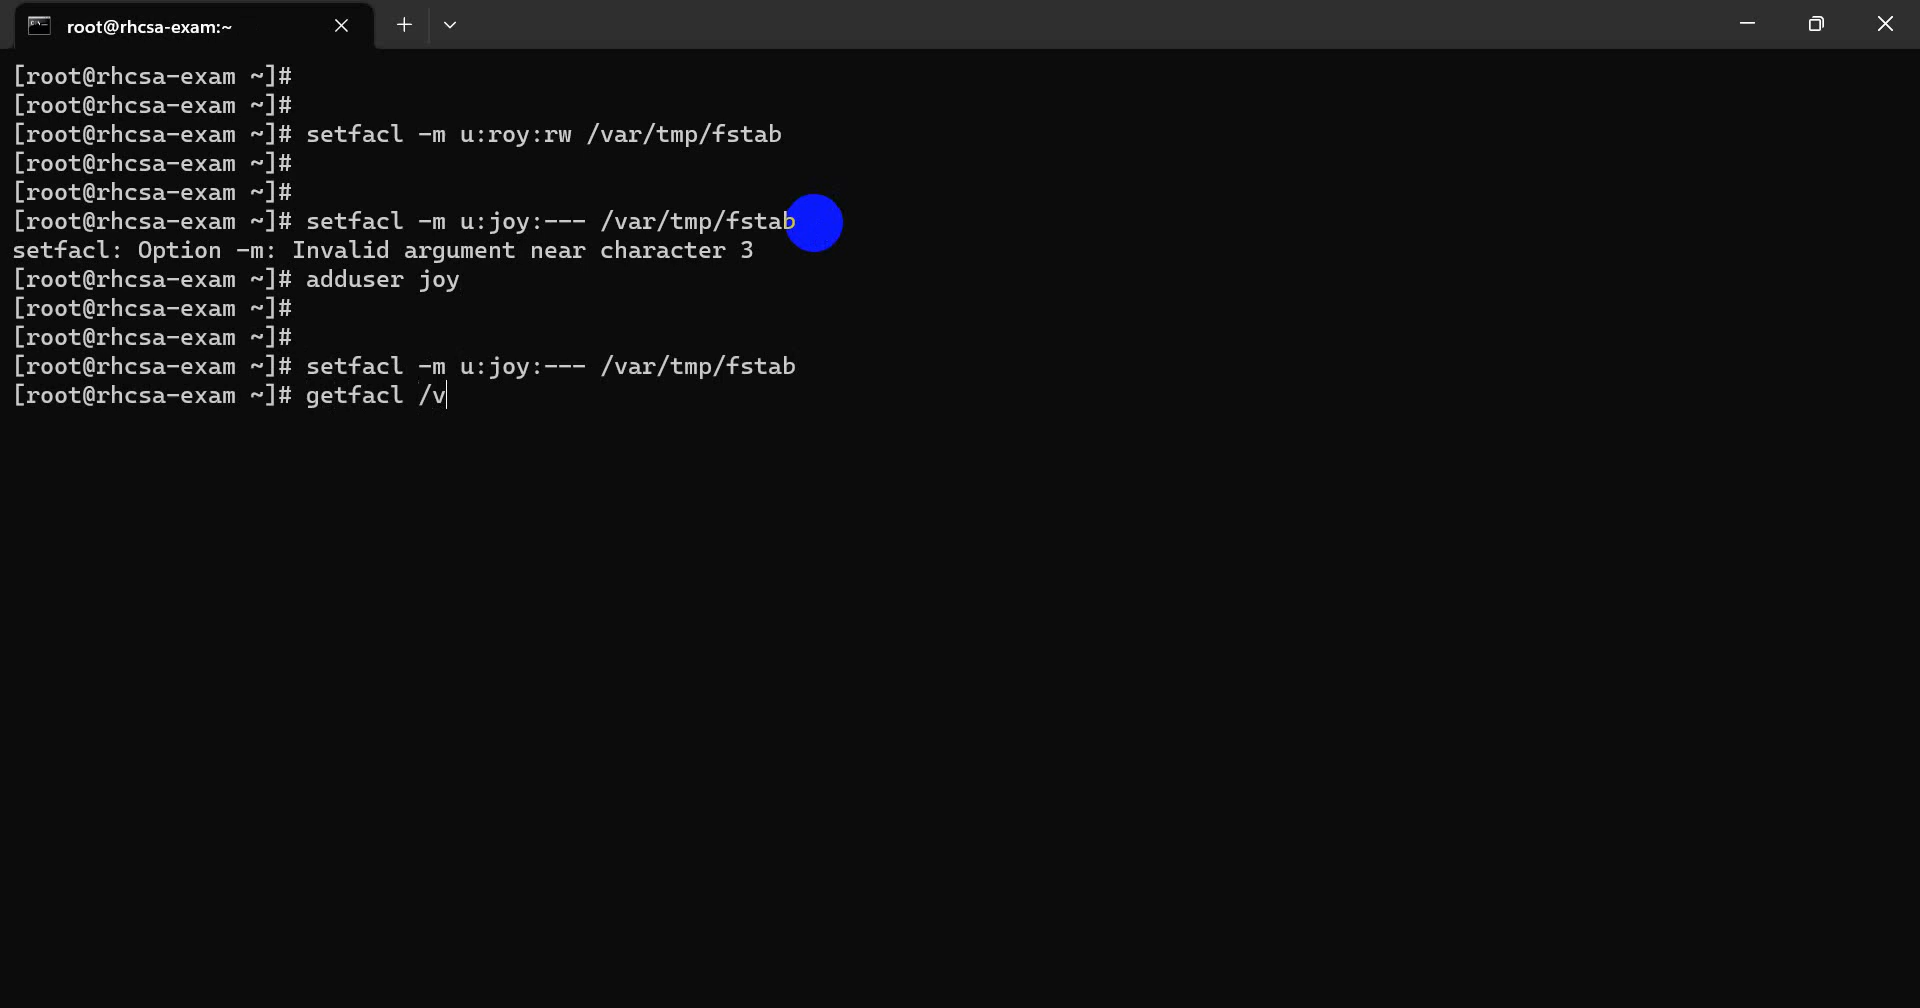 root@rhcsa-exam:~
[root@rhcsa-exam ~]#
[root@rhcsa-exam ~]#
[root@rhcsa-exam ~]# setfacl -m u:roy:rw /var/tmp/fstab
[root@rhcsa-exam ~]#
[root@rhcsa-exam ~]#
[root@rhcsa-exam ~]# setfacl -m u:joy:--- /var/tmp/fstab
setfacl: Option -m: Invalid argument near character 3
[root@rhcsa-exam ~]# adduser joy
[root@rhcsa-exam ~]#
[root@rhcsa-exam ~]#
[root@rhcsa-exam ~]# setfacl -m u:joy:--- /var/tmp/fstab
[root@rhcsa-exam ~]# getfacl /v